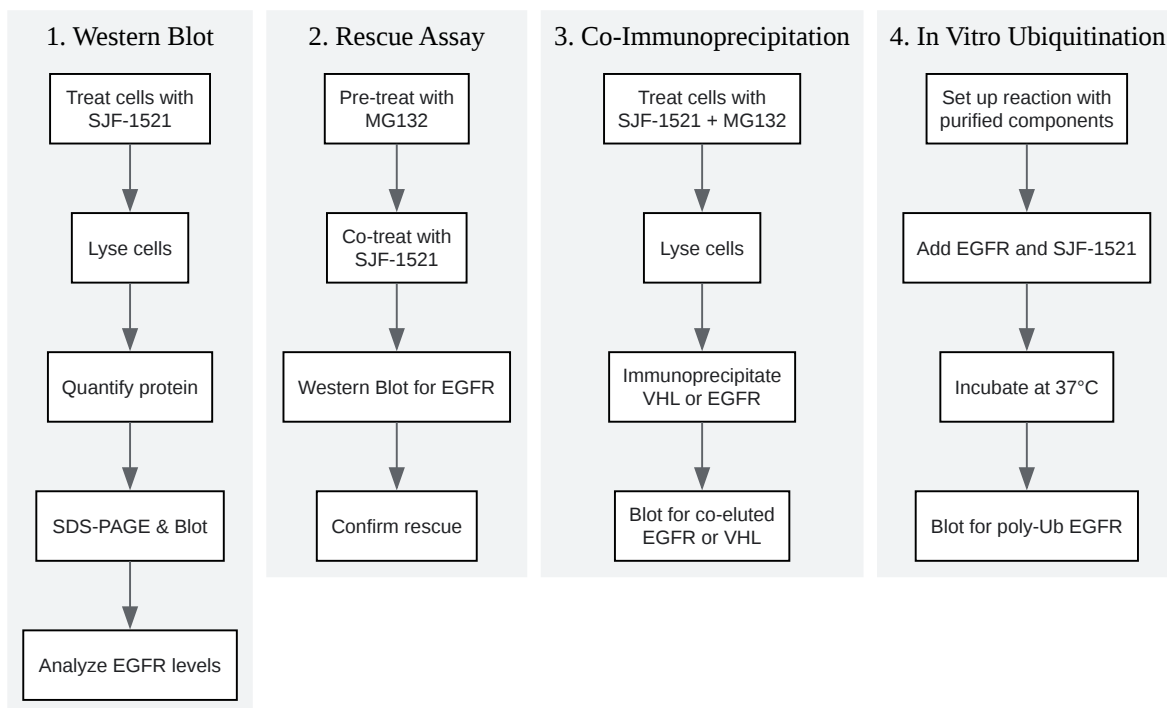 1. Western Blot
Treat cells with
SJF-1521
Lyse cells
Quantify protein
SDS-PAGE & Blot
Analyze EGFR levels
2. Rescue Assay
Pre-treat with
MG132
Co-treat with
SJF-1521
Western Blot for EGFR
Confirm rescue
3. Co-Immunoprecipitation
Treat cells with
SJF-1521 + MG132
Lyse cells
Immunoprecipitate
VHL or EGFR
Blot for co-eluted
EGFR or VHL
4. In Vitro Ubiquitination
Set up reaction with
purified components
Add EGFR and SJF-1521
Incubate at 37°C
Blot for poly-Ub EGFR